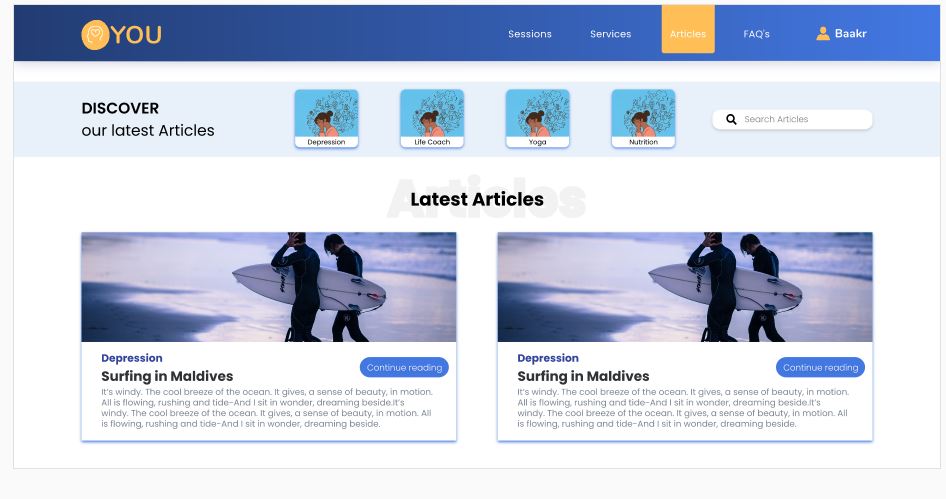 YOU
Sessions
Services
Articles
FAQ's
Baakr
DISCOVER
our latest Articles
Depression
Life Coach
Yoga
Nutrition
Search Articles
Articles
Latest Articles
Depression
Surfing in Maldives
Continue reading
It's windy. The cool breeze of the ocean. It gives, a sense of beauty, in motion.
All is flowing, rushing and tide-And I sit in wonder, dreaming beside.It's
windy. The cool breeze of the ocean. It gives, a sense of beauty, in motion. All
is flowing, rushing and tide-And I sit in wonder, dreaming beside.
Depression
Surfing in Maldives
Continue reading
It's windy. The cool breeze of the ocean. It gives, a sense of beauty, in motion.
All is flowing, rushing and tide-And I sit in wonder, dreaming beside.It's
windy. The cool breeze of the ocean. It gives, a sense of beauty, in motion. All
is flowing, rushing and tide-And I sit in wonder, dreaming beside.